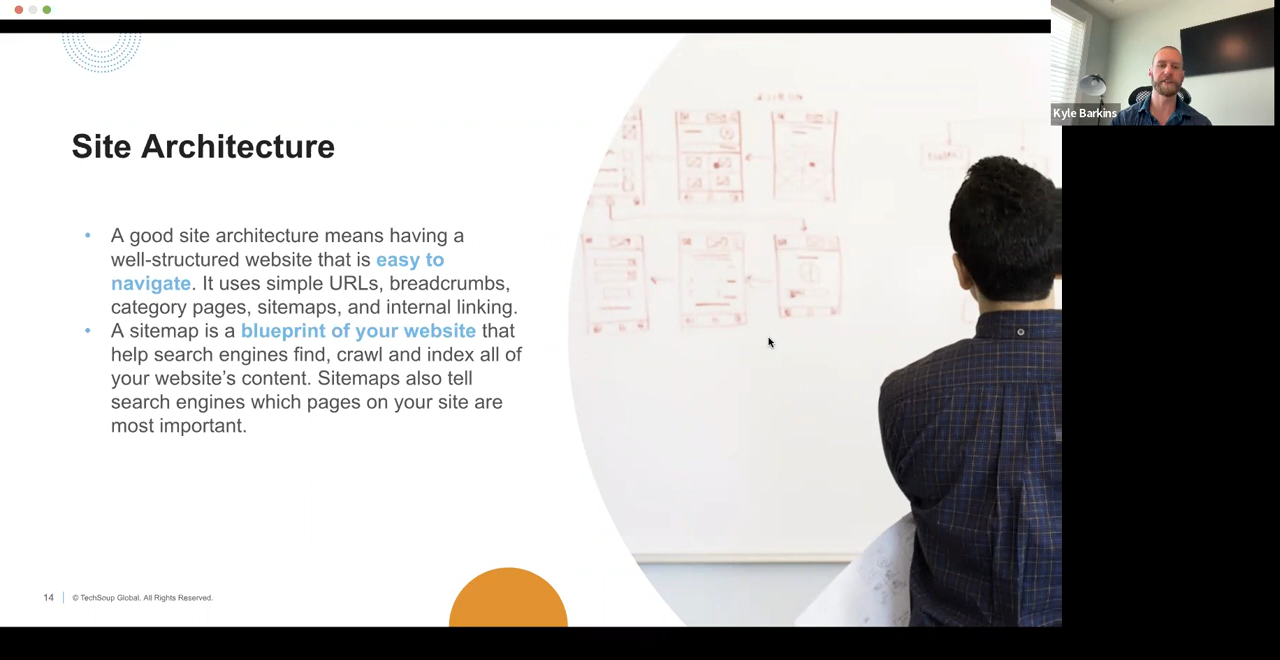 Kyle Barkins
Site Architecture
• A good site architecture means having a
well-structured website that is easy to
navigate. It uses simple URLs, breadcrumbs,
category pages, sitemaps, and internal linking.
• A sitemap is a blueprint of your website that
help search engines find, crawl and index all of
your website’s content. Sitemaps also tell
search engines which pages on your site are
most important.
14
© TechSoup Global. All Rights Reserved.